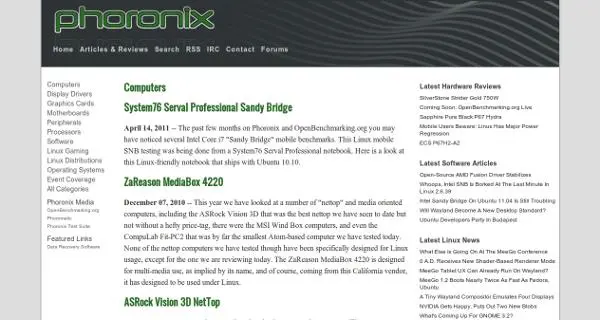 phoronix
Home Articles & Reviews Search RSS IRC Contact Forums
Computers
Display Drivers
Graphics Cards
Motherboards
Peripherals
Processors
Software
Linux Gaming
Linux Distributions
Operating Systems
Event Coverage
All Categories
Phoronix Media
OpenBenchmarking.org
Phoromatic
Phoronix Test Suite
Featured Links
Data Recovery Software
Computers
System76 Serval Professional Sandy Bridge
April 14, 2011 -- The past few months on Phoronix and OpenBenchmarking.org you may
have noticed several Intel Core i7 "Sandy Bridge" mobile benchmarks. This Linux mobile
SNB testing was being done from a System76 Serval Professional notebook. Here is a look
at this Linux-friendly notebook that ships with Ubuntu 10.10.
ZaReason MediaBox 4220
December 07, 2010 -- This year we have looked at a number of "nettop" and media oriented
computers, including the ASRock Vision 3D that was the best nettop we have seen to date but
not without a hefty price-tag, there were the MSI Wind Box computers, and even the
CompuLab Fit-PC2 that was by far the smallest Atom-based computer we have tested today.
None of the nettop computers we have tested though have been specifically designed for Linux
usage, except for the one we are reviewing today. The ZaReason MediaBox 4220 is designed
for multi-media use, as implied by its name, and of course, coming from this California vendor,
it has been designed to be used under Linux.
ASRock Vision 3D NetTop
Latest Hardware Reviews
SilverStone Strider Gold 750W
Coming Soon: OpenBenchmarking.org Live
Sapphire Pure Black P67 Hydra
Mobile Users Beware: Linux Has Major Power
Regression
ECS P67H2-A2
Latest Software Articles
Open-Source AMD Fusion Driver Stabilizes
Whoops, Intel SNB Is Borked At The Last Minute In
Linux 2.6.39
Intel Sandy Bridge On Ubuntu 11.04 Is Still Troubling
Will Wayland Become A New Desktop Standard?
Ubuntu Developers Party In Budapest
Latest Linux News
What Else Is Going On At The MeeGo Conference
0 A.D. Receives New Shader-Based Renderer Mode
MeeGo Tablet UX Can Already Run On Wayland?
MeeGo 1.2 Boots Nearly Twice As Fast As Fedora,
Ubuntu
A Tiny Wayland Compositor Emulates Four Displays
NVIDIA Gets Happy, Puts Out Two New Blobs
What's Coming Up For GNOME 3.2?